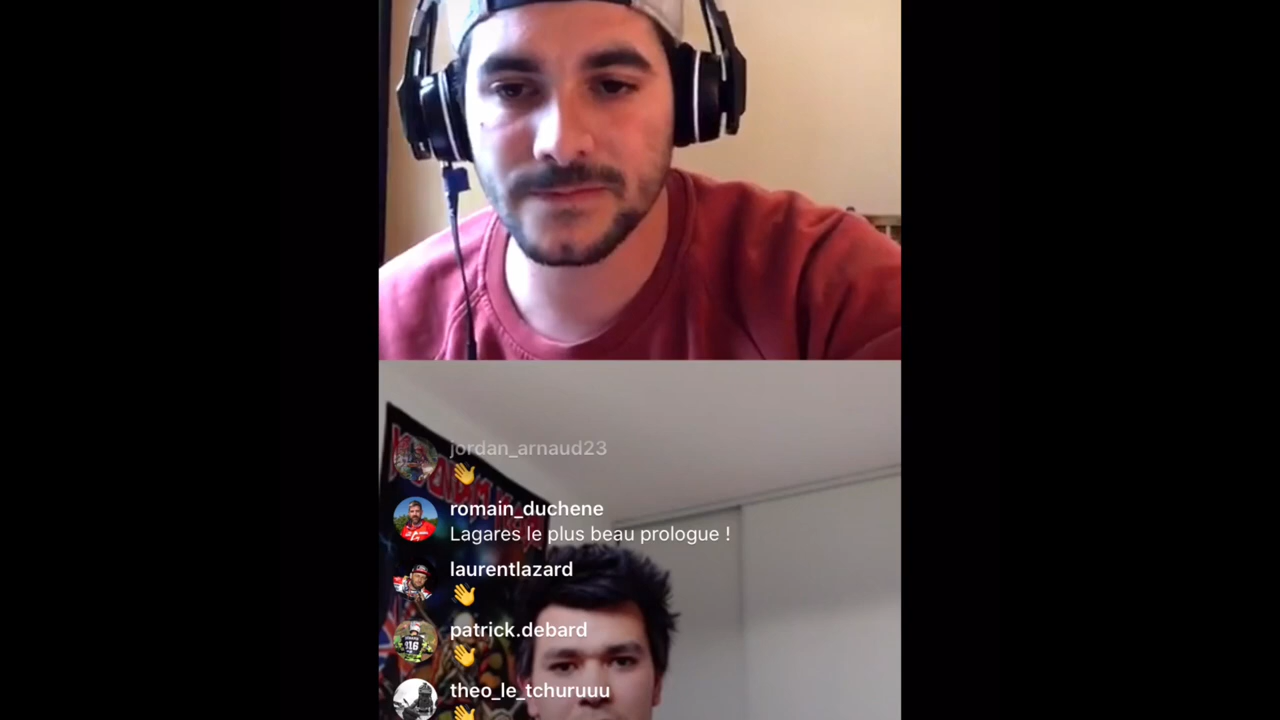 jordan_arnaud23
👋
romain_duchene
Lagares le plus beau prologue !
laurentlazard
👋
patrick.debard
👋
theo_le_tchuruuu
👋